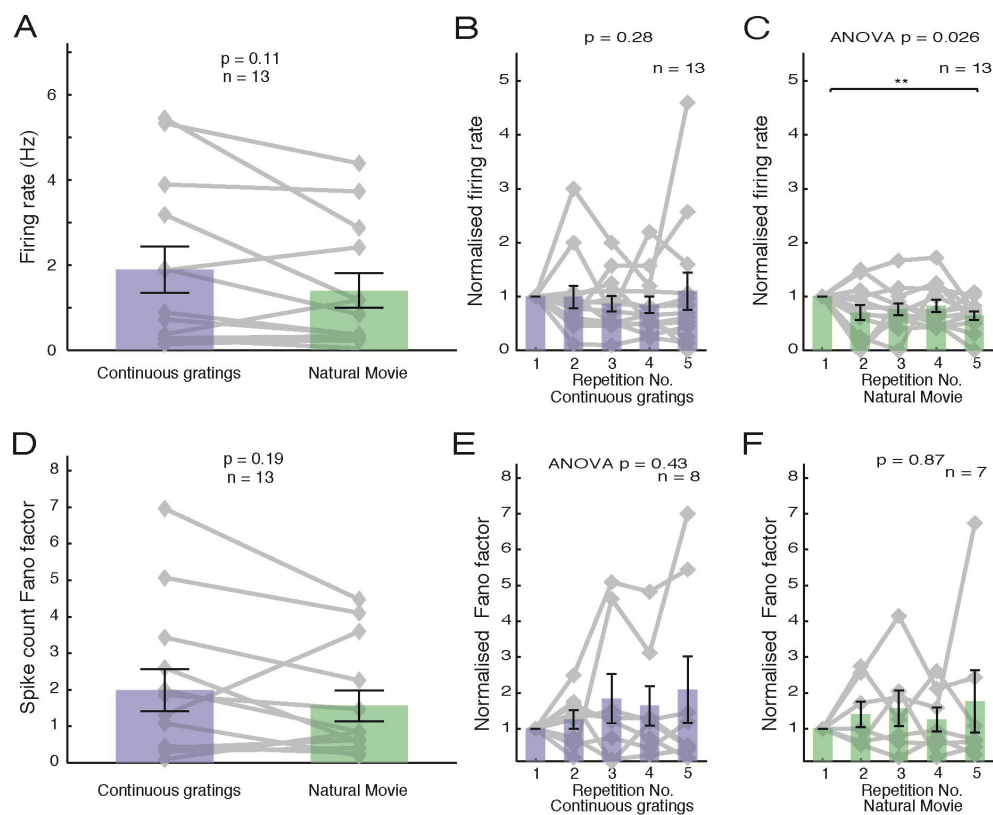 A
p = 0.11
n = 13
Firing rate (Hz)
6
4
2
0
Continuous gratings
Natural Movie
B
p = 0.28
n = 13
Normalised firing rate
5
4
3
2
1
0
1 2 3 4 5
Repetition No.
Continuous gratings
C
ANOVA p = 0.026
n = 13
**
Normalised firing rate
5
4
3
2
1
0
1 2 3 4 5
Repetition No.
Natural Movie
D
p = 0.19
n = 13
Spike count Fano factor
8
7
6
5
4
3
2
1
0
Continuous gratings
Natural Movie
E
ANOVA p = 0.43
n = 8
Normalised Fano factor
8
7
6
5
4
3
2
1
1 2 3 4 5
Repetition No.
Continuous gratings
F
p = 0.87
n = 7
Normalised Fano factor
8
7
6
5
4
3
2
1
1 2 3 4 5
Repetition No.
Natural Movie